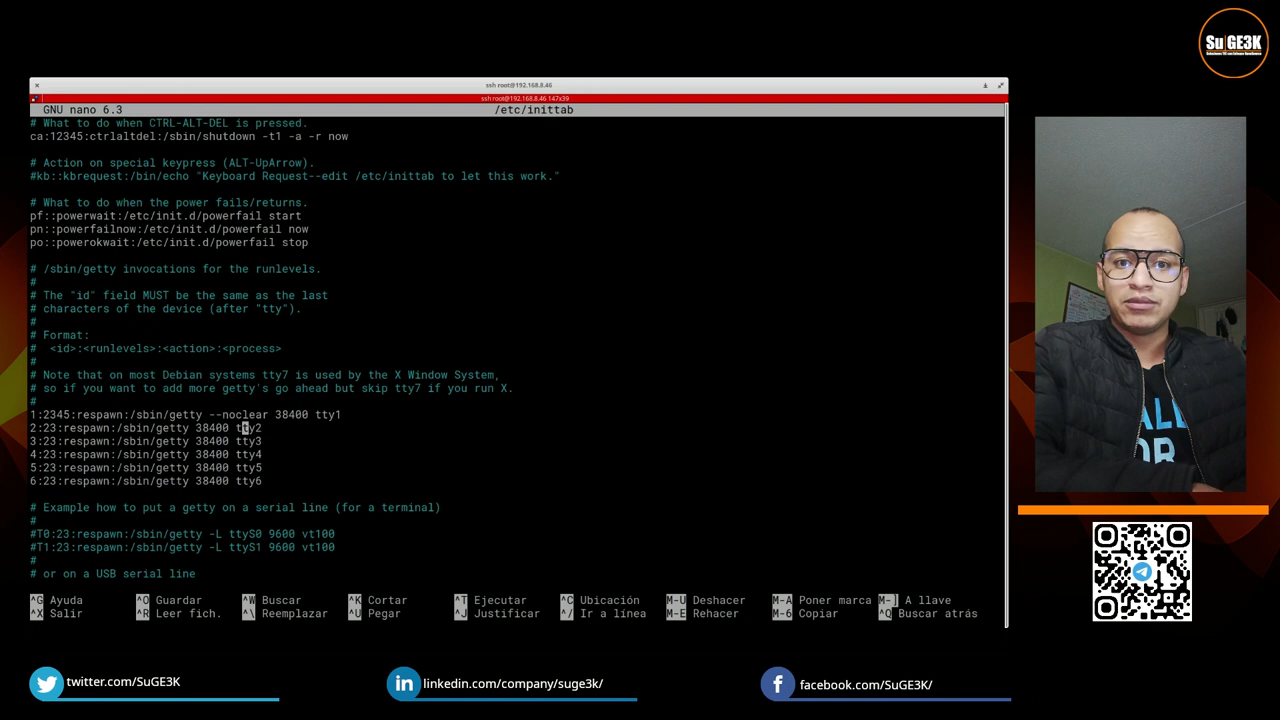 Su GE3K
ssh root@192.168.8.46
ssh root@192.168.8.46 147x39
GNU nano 6.3 /etc/inittab
# What to do when CTRL-ALT-DEL is pressed.
ca:12345:ctrlaltdel:/sbin/shutdown -t1 -a -r now
# Action on special keypress (ALT-UpArrow).
#kb::kbrequest:/bin/echo "Keyboard Request--edit /etc/inittab to let this work."
# What to do when the power fails/returns.
pf::powerwait:/etc/init.d/powerfail start
pn::powerfailnow:/etc/init.d/powerfail now
po::powerokwait:/etc/init.d/powerfail stop
# /sbin/getty invocations for the runlevels.
#
# The "id" field MUST be the same as the last
# characters of the device (after "tty").
#
# Format:
#  <id>:<runlevels>:<action>:<process>
#
# Note that on most Debian systems tty7 is used by the X Window System,
# so if you want to add more getty's go ahead but skip tty7 if you run X.
#
1:2345:respawn:/sbin/getty --noclear 38400 tty1
2:23:respawn:/sbin/getty 38400 tty2
3:23:respawn:/sbin/getty 38400 tty3
4:23:respawn:/sbin/getty 38400 tty4
5:23:respawn:/sbin/getty 38400 tty5
6:23:respawn:/sbin/getty 38400 tty6
# Example how to put a getty on a serial line (for a terminal)
#
#T0:23:respawn:/sbin/getty -L ttyS0 9600 vt100
#T1:23:respawn:/sbin/getty -L ttyS1 9600 vt100
#
# or on a USB serial line
^G Ayuda ^O Guardar ^W Buscar ^K Cortar ^T Ejecutar ^C Ubicación M-U Deshacer M-A Poner marca M-] A llave
^X Salir ^R Leer fich. ^\ Reemplazar ^U Pegar ^J Justificar ^/ Ir a línea M-E Rehacer M-6 Copiar ^Q Buscar atrás
twitter.com/SuGE3K
linkedin.com/company/suge3k/
facebook.com/SuGE3K/